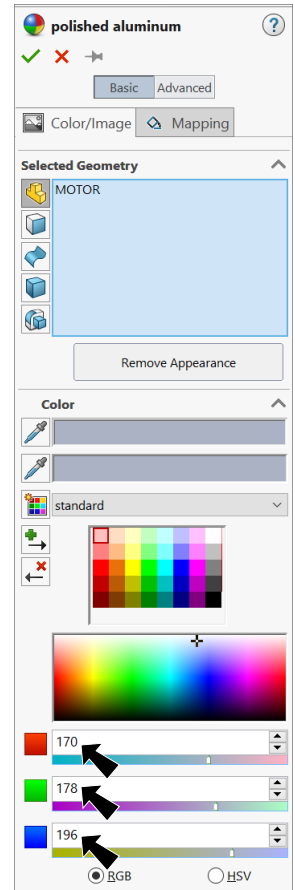 polished aluminum ?
Basic Advanced
Color/Image Mapping
Selected Geometry
MOTOR
Remove Appearance
Color
standard
170
178
196
RGB HSV